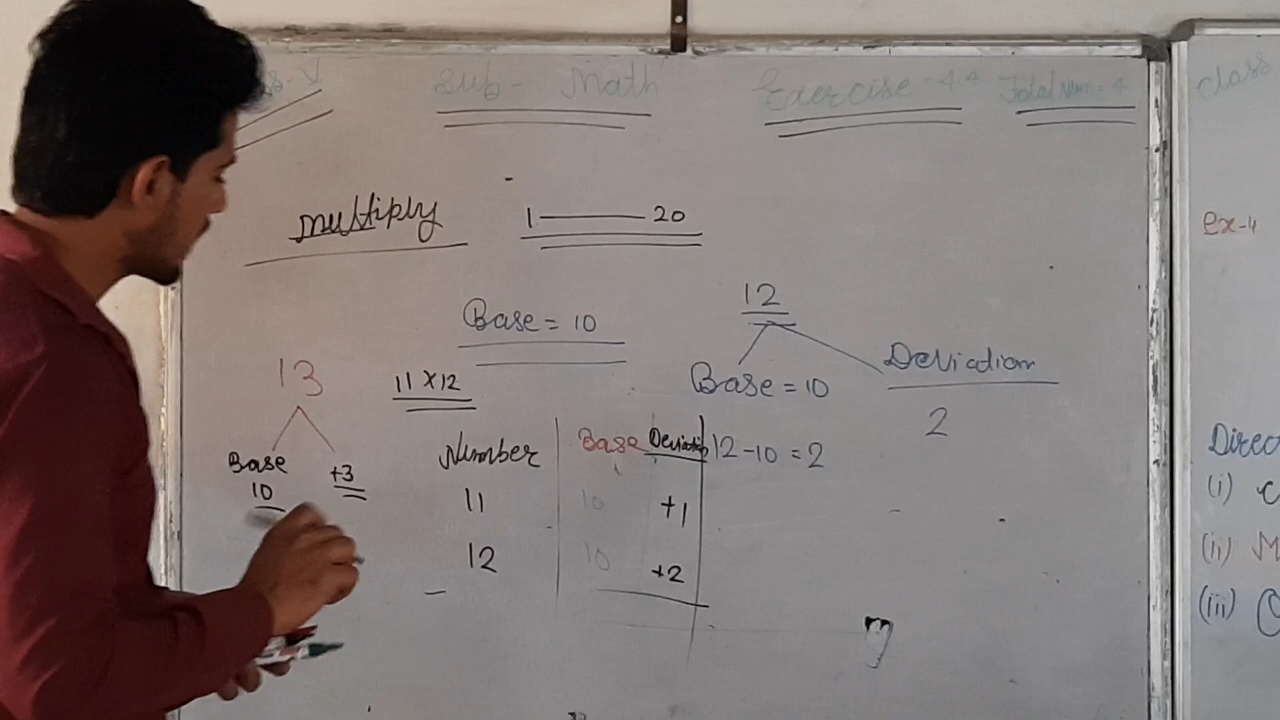 Sub - Math Exercise = 4.4 Total Num = 4
multiply 1 — 20
Base = 10
12
Base = 10 Deviation
2
12 - 10 = 2
13
Base +3
10
11 x 12
Number Base Deviation
11 10 +1
12 10 +2
class
ex-4
(i)
(ii)
(iii)